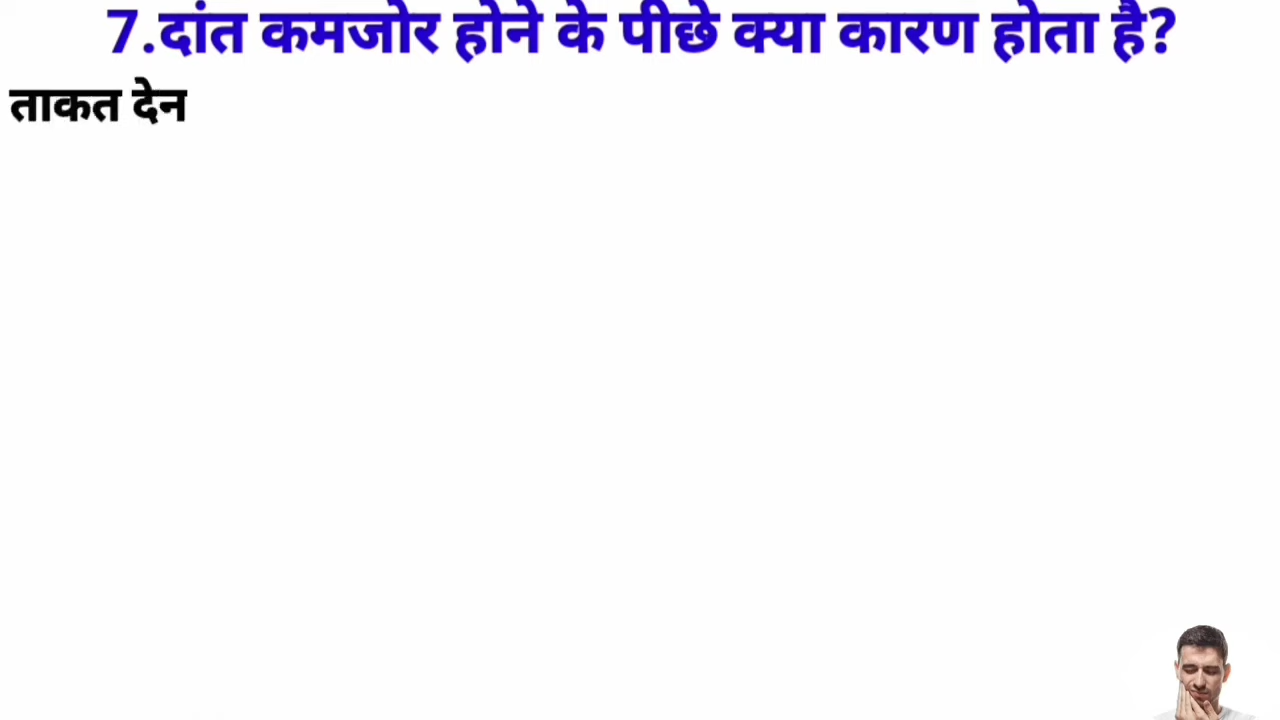 7.दांत कमजोर होने के पीछे क्या कारण होता है?
ताकत देन